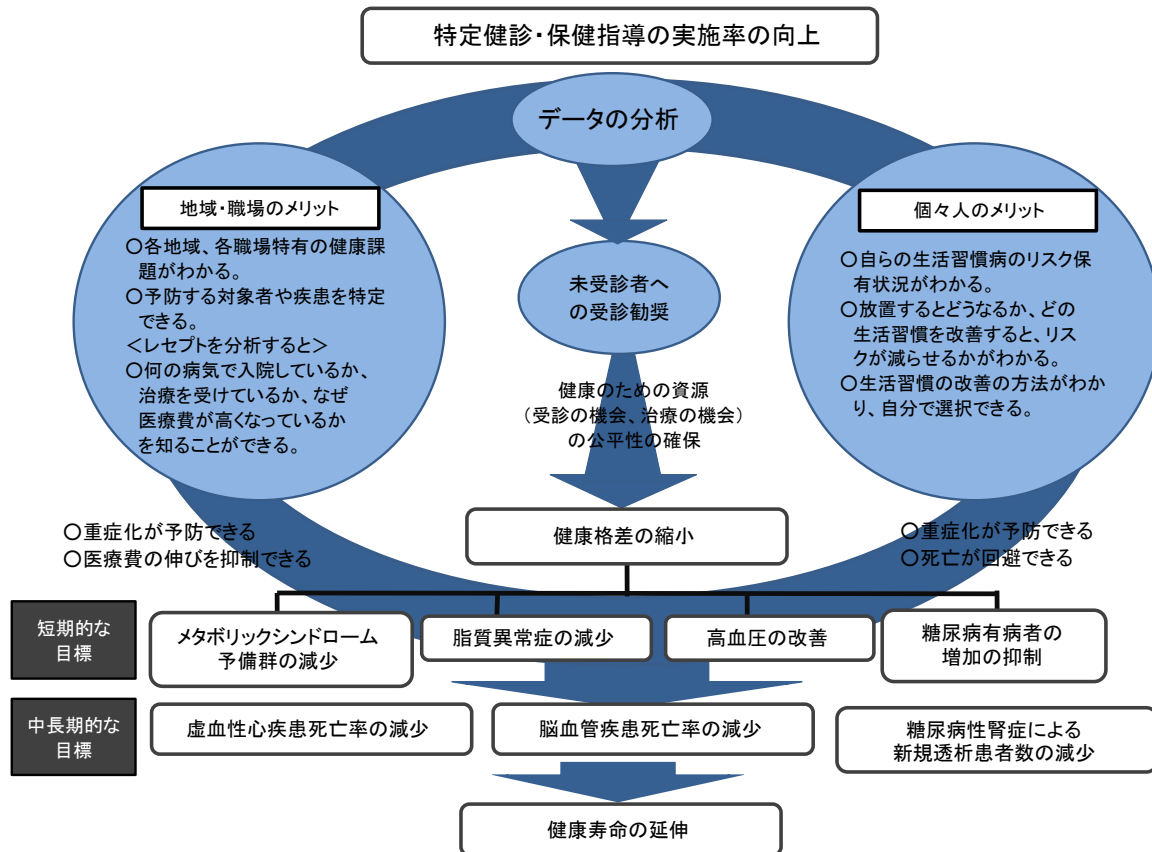 特定健診・保健指導の実施率の向上
データの分析
地域・職場のメリット
○各地域、各職場特有の健康課
題がわかる。
○予防する対象者や疾患を特定
できる。
＜レセプトを分析すると＞
○何の病気で入院しているか、
治療を受けているか、なぜ
医療費が高くなっているか
を知ることができる。
未受診者へ
の受診勧奨
個々人のメリット
○自らの生活習慣病のリスク保
有状況がわかる。
○放置するとどうなるか、どの
生活習慣を改善すると、リス
クが減らせるかがわかる。
○生活習慣の改善の方法がわか
り、自分で選択できる。
健康のための資源
（受診の機会、治療の機会）
の公平性の確保
○重症化が予防できる
○医療費の伸びを抑制できる
健康格差の縮小
○重症化が予防できる
○死亡が回避できる
短期的な
目標
メタボリックシンドローム
予備群の減少
脂質異常症の減少
高血圧の改善
糖尿病有病者の
増加の抑制
中長期的な
目標
虚血性心疾患死亡率の減少
脳血管疾患死亡率の減少
糖尿病性腎症による
新規透析患者数の減少
健康寿命の延伸